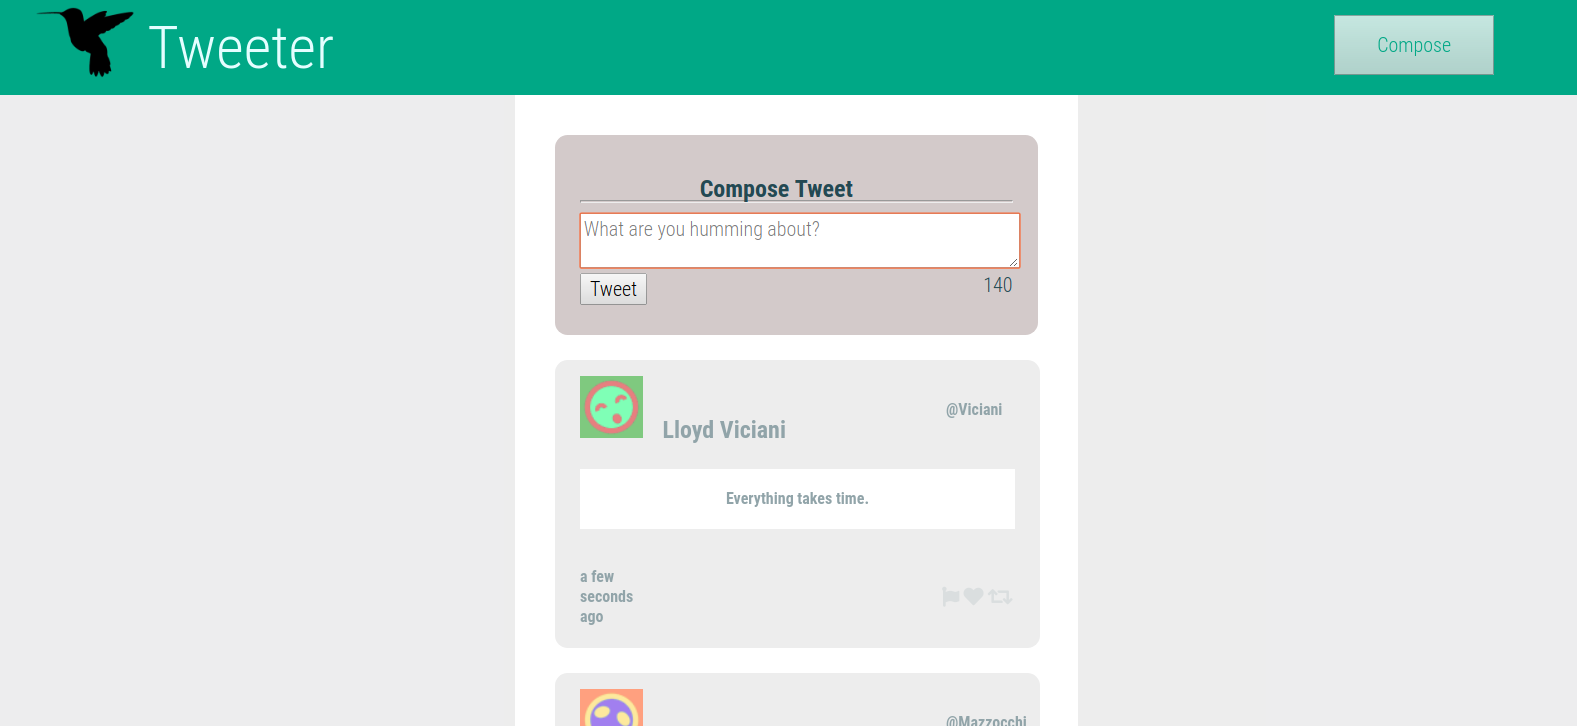 Tweeter
Compose
Compose Tweet
What are you humming about?
Tweet
140
@Viciani
Lloyd Viciani
Everything takes time.
a few
seconds
ago
@Mazzocchi